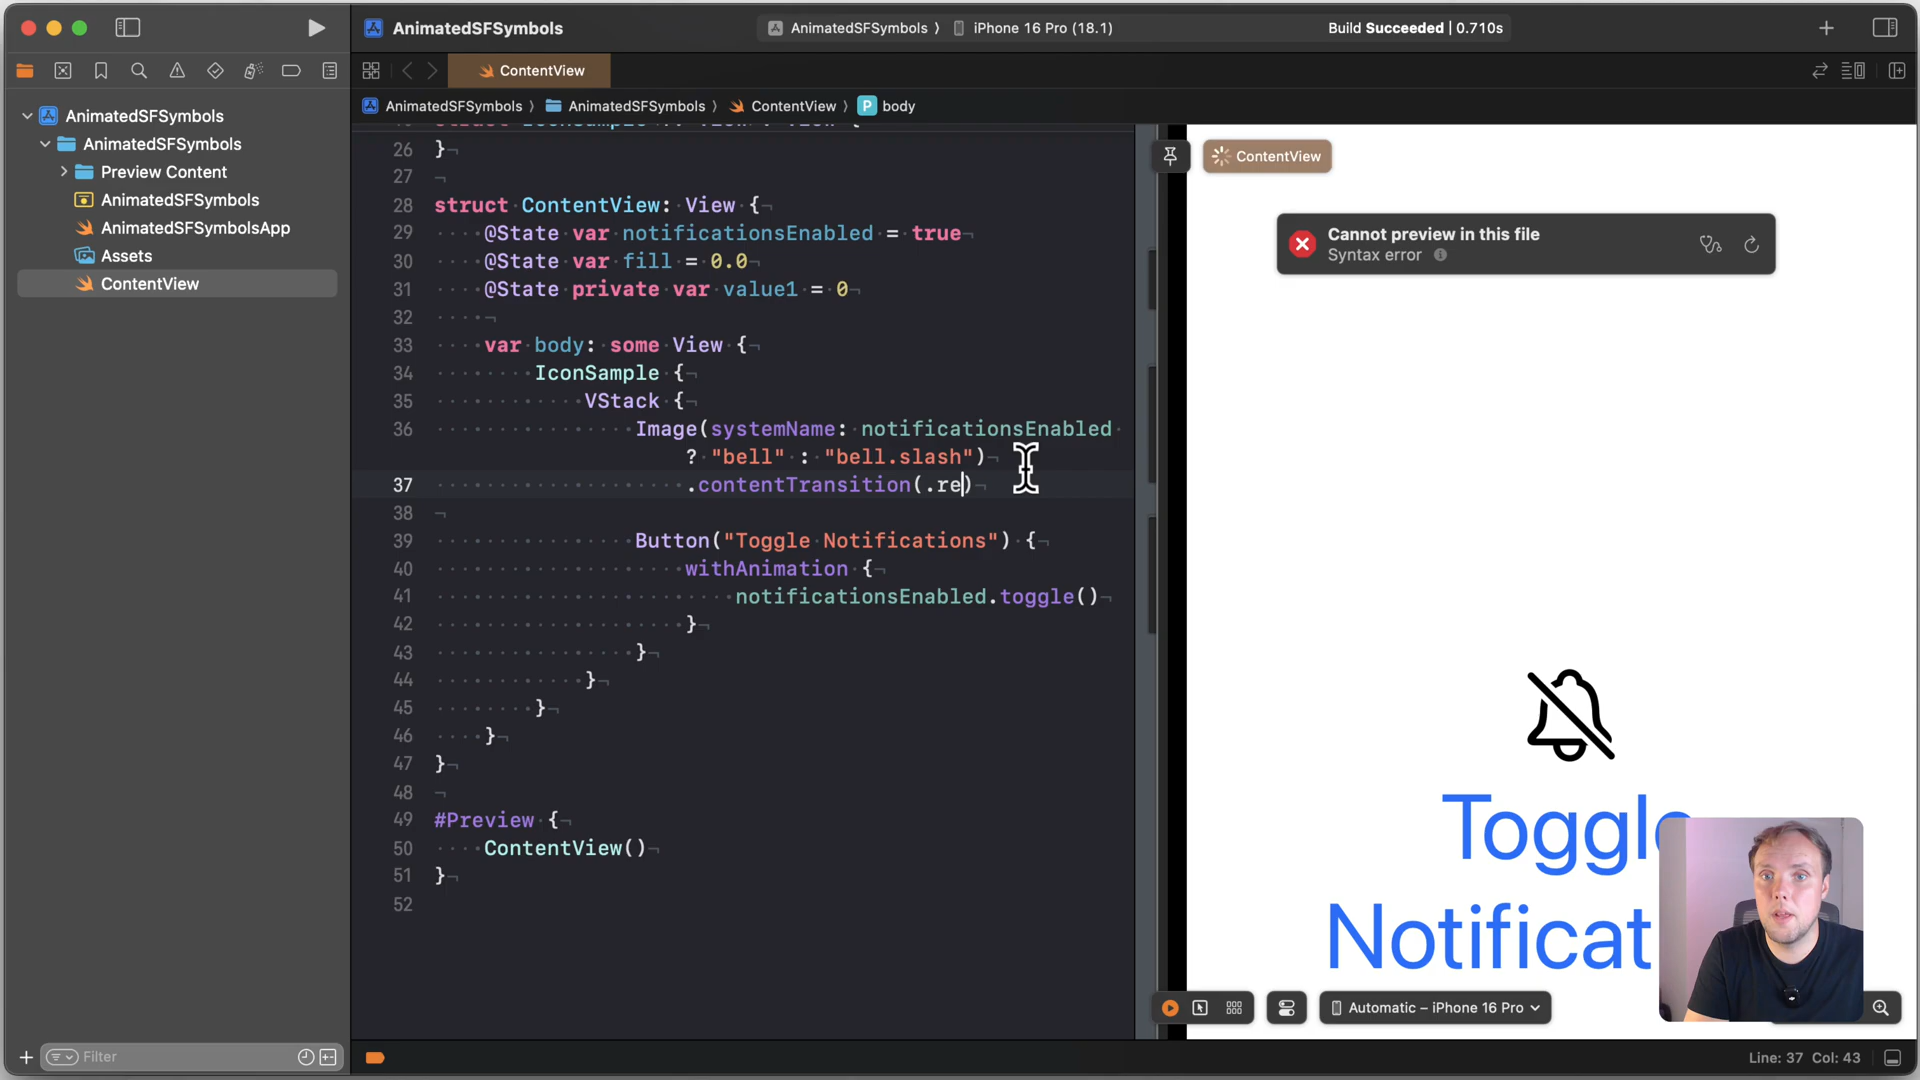 AnimatedSFSymbols
AnimatedSFSymbols 〉 iPhone 16 Pro (18.1)
Build Succeeded | 0.710s
ContentView
AnimatedSFSymbols 〉 AnimatedSFSymbols 〉 ContentView 〉 P body
AnimatedSFSymbols
AnimatedSFSymbols
Preview Content
AnimatedSFSymbols
AnimatedSFSymbolsApp
Assets
ContentView
Filter
26 }
27
28 struct ContentView: View {
29 @State var notificationsEnabled = true
30 @State var fill = 0.0
31 @State private var value1 = 0
32
33 var body: some View {
34 IconSample {
35 VStack {
36 Image(systemName: notificationsEnabled
? "bell" : "bell.slash")
37 .contentTransition(.re)
38
39 Button("Toggle Notifications") {
40 withAnimation {
41 notificationsEnabled.toggle()
42 }
43 }
44 }
45 }
46 }
47 }
48
49 #Preview {
50 ContentView()
51 }
52
ContentView
Cannot preview in this file
Syntax error
Toggle
Notificat
Automatic – iPhone 16 Pro
Line: 37 Col: 43